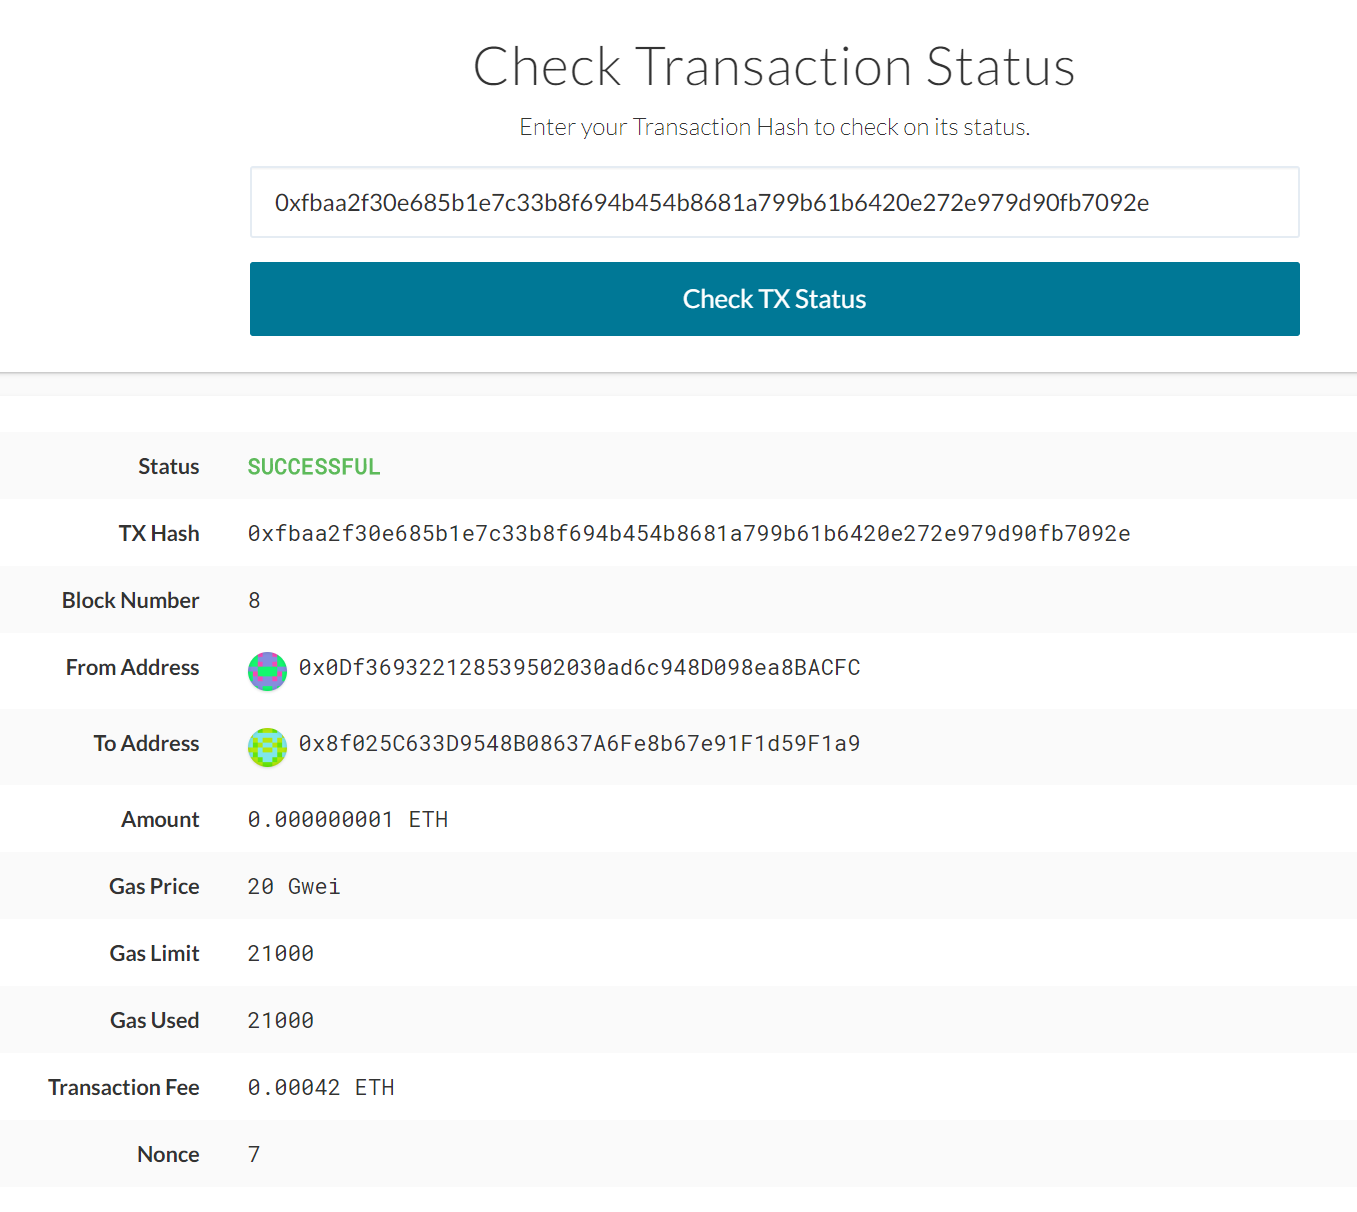 Check Transaction Status
Enter your Transaction Hash to check on its status.
0xfbaa2f30e685b1e7c33b8f694b454b8681a799b61b6420e272e979d90fb7092e
Check TX Status
Status SUCCESSFUL
TX Hash 0xfbaa2f30e685b1e7c33b8f694b454b8681a799b61b6420e272e979d90fb7092e
Block Number 8
From Address 0x0Df369322128539502030ad6c948D098ea8BACFC
To Address 0x8f025C633D9548B08637A6Fe8b67e91F1d59F1a9
Amount 0.000000001 ETH
Gas Price 20 Gwei
Gas Limit 21000
Gas Used 21000
Transaction Fee 0.00042 ETH
Nonce 7